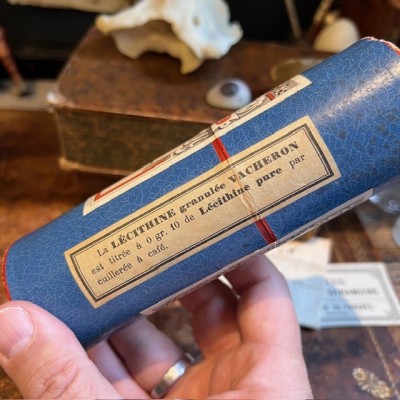 La LÉCITHINE granulée VACHERON
est titrée à 0 gr. 10 de Lécithine pure par
cuillerée à café.